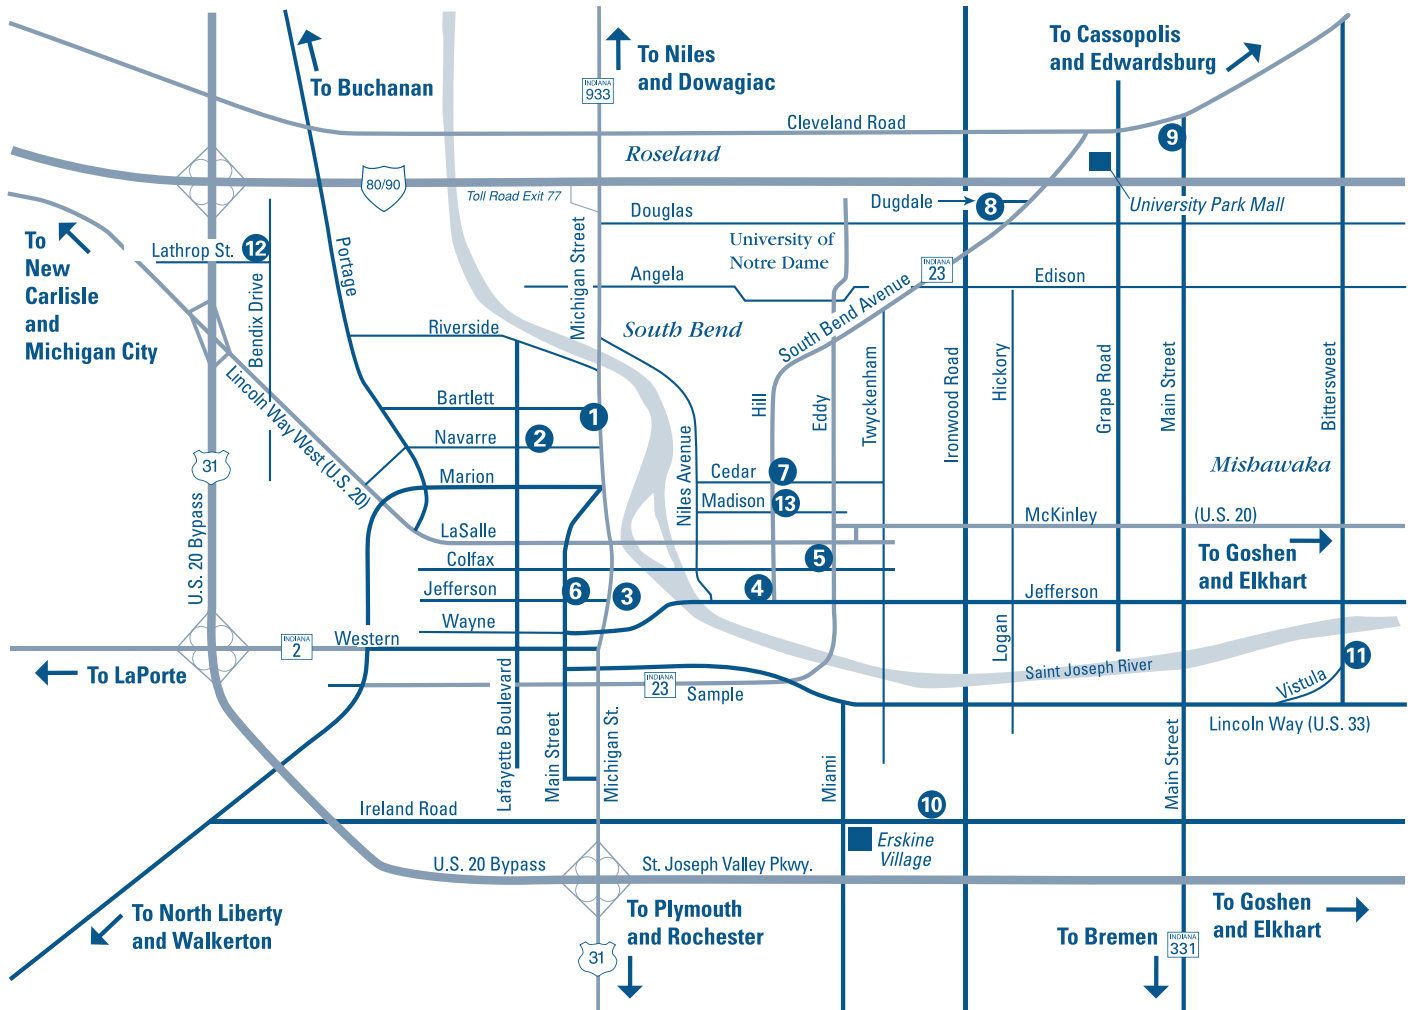 To Cassopolis
and Edwardsburg
To Niles
and Dowagiac
To Buchanan
INDIANA
933
Cleveland Road
9
Roseland
80/90
Toll Road Exit 77
Dugdale
8
University Park Mall
Douglas
To
New
Carlisle
and
Michigan City
Lathrop St.
12
Portage
Michigan Street
University of
Notre Dame
Angela
INDIANA
23
Edison
Bendix Drive
Riverside
South Bend
South Bend Avenue
Lincoln Way West (U.S. 20)
Bartlett
1
Navarre
2
Hill
Eddy
Twyckenham
Ironwood Road
Hickory
Grape Road
Main Street
Bittersweet
31
Marion
Niles Avenue
Cedar
7
Mishawaka
Madison
13
McKinley
(U.S. 20)
U.S. 20 Bypass
LaSalle
Colfax
5
To Goshen
and Elkhart
Jefferson
6
3
4
Jefferson
Wayne
Western
INDIANA
2
Logan
11
To LaPorte
Saint Joseph River
Vistula
INDIANA
23
Sample
Lincoln Way (U.S. 33)
Lafayette Boulevard
Main Street
Michigan St.
Miami
Main Street
Ireland Road
10
Erskine
Village
U.S. 20 Bypass
St. Joseph Valley Pkwy.
To North Liberty
and Walkerton
To Plymouth
and Rochester
31
To Bremen
INDIANA
331
To Goshen
and Elkhart